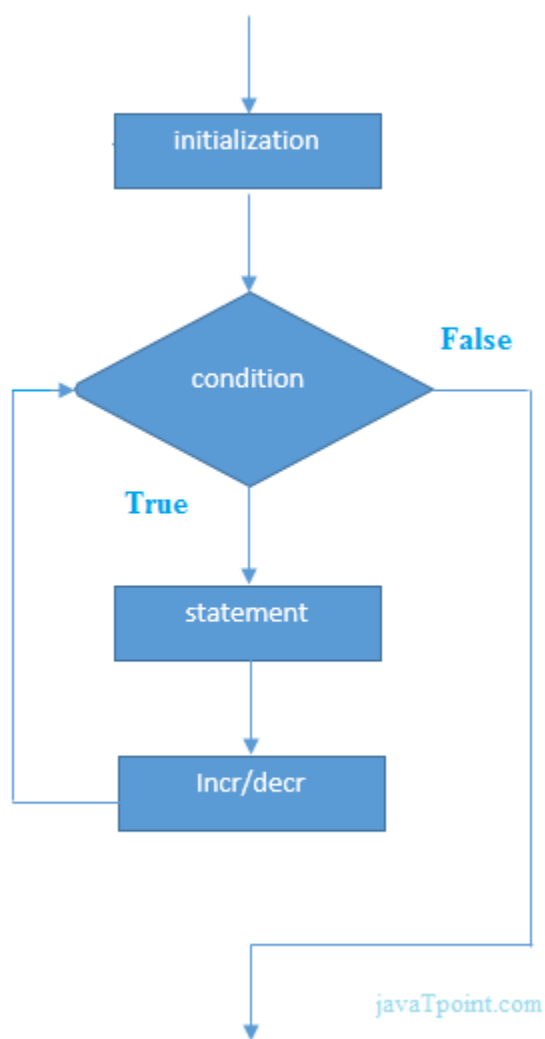 initialization
condition
False
True
statement
Incr/decr
javaTpoint.com